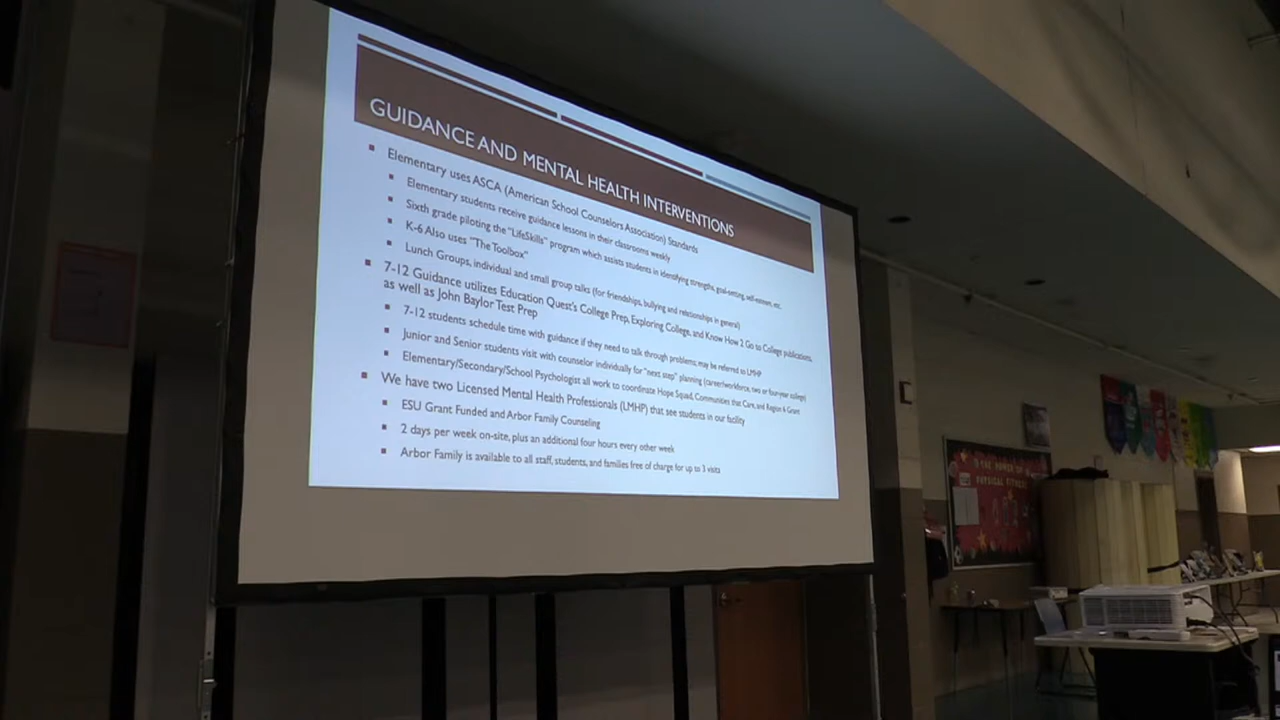 GUIDANCE AND MENTAL HEALTH INTERVENTIONS
Elementary uses ASCA (American School Counselors Association) Standards
Elementary students receive guidance lessons in their classrooms weekly
Sixth grade piloting the "LifeSkills" program which assists students in identifying strengths, goal-setting, self-esteem, etc.
K-6 Also uses "The Toolbox"
Lunch Groups, individual and small group talks (for friendships, bullying and relationships in general)
7-12 Guidance utilizes Education Quest's College Prep, Exploring College, and Know How 2 Go to College publications,
as well as John Baylor Test Prep
7-12 students schedule time with guidance if they need to talk through problems, may be referred to LMHP
Junior and Senior students visit with counselor individually for "next step" planning (career/workforce, two or four-year college)
Elementary/Secondary/School Psychologist all work to coordinate Hope Squad, Communities that Care, and Region 6 Grant
We have two Licensed Mental Health Professionals (LMHP) that see students in our facility
ESU Grant Funded and Arbor Family Counseling
2 days per week on-site, plus an additional four hours every other week
Arbor Family is available to all staff, students, and families free of charge for up to 3 visits
THE POWER OF
PHYSICAL FITNESS